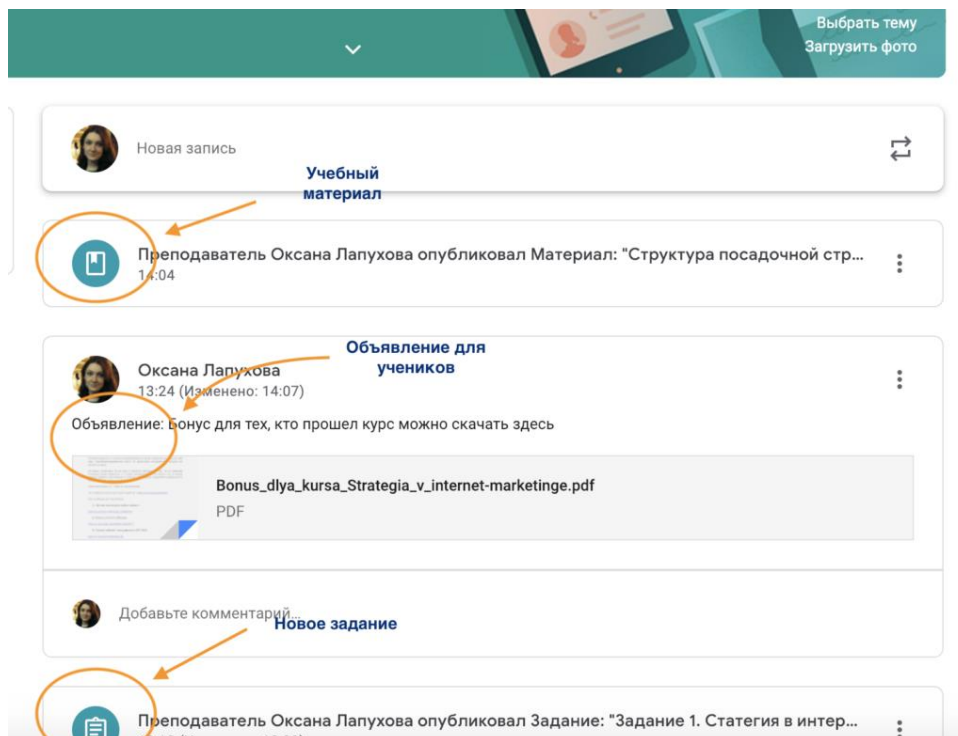 Выбрать тему
Загрузить фото
Новая запись
Учебный
материал
Преподаватель Оксана Лапухова опубликовал Материал: "Структура посадочной стр...
14:04
Объявление для
учеников
Оксана Лапухова
13:24 (Изменено: 14:07)
Объявление: Бонус для тех, кто прошел курс можно скачать здесь
Bonus_dlya_kursa_Strategia_v_internet-marketinge.pdf
PDF
Добавьте комментарий...
Новое задание
Преподаватель Оксана Лапухова опубликовал Задание: "Задание 1. Статегия в интер...